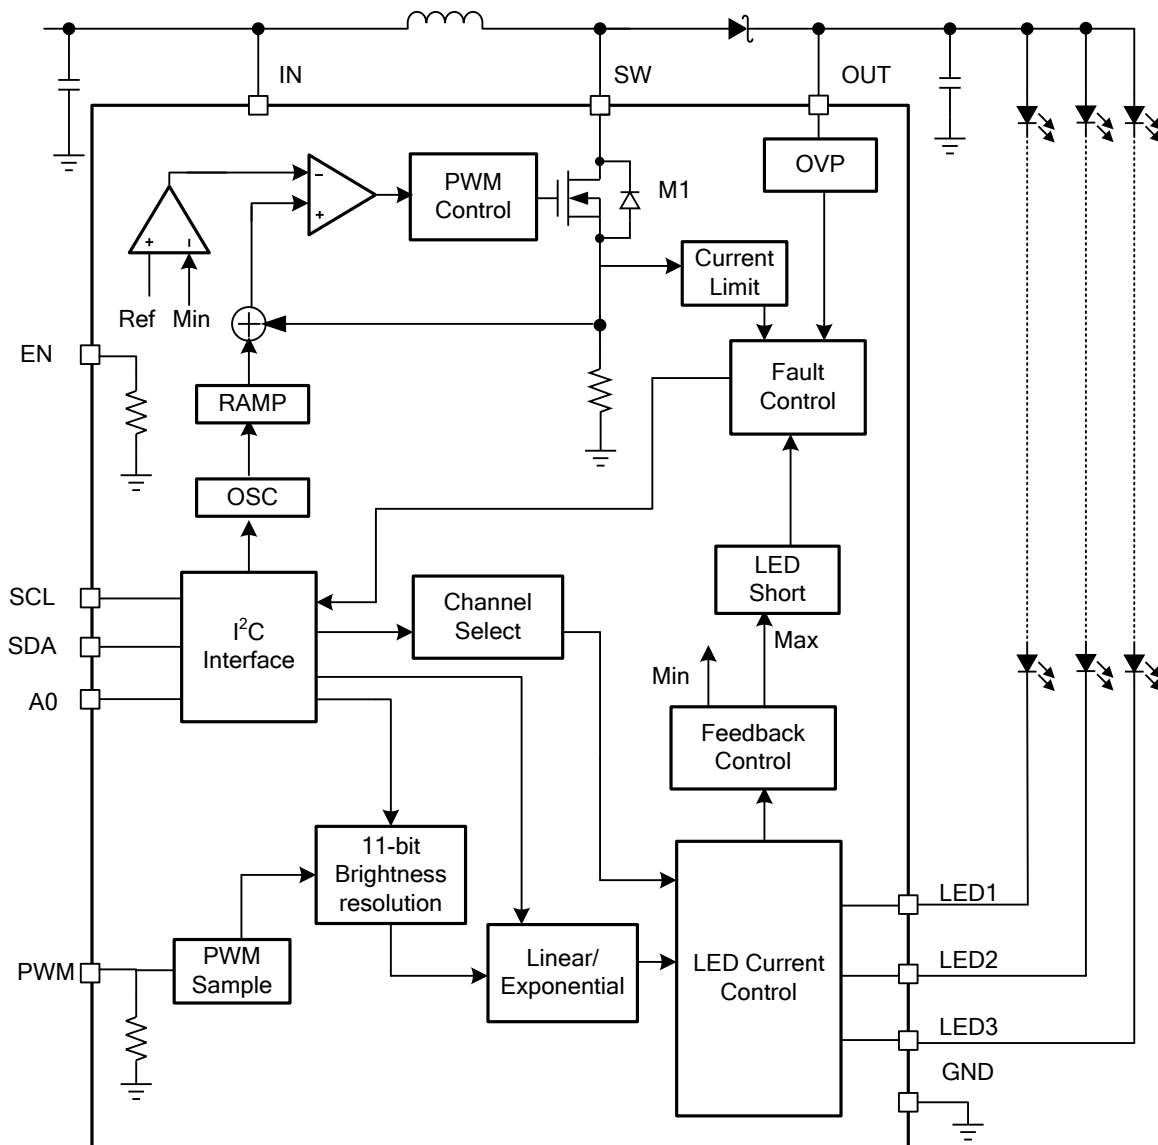 IN
SW
OUT
OVP
PWM
Control
M1
−
+
Current
Limit
+
−
Ref
Min
EN
Fault
Control
RAMP
OSC
LED
Short
SCL
SDA
A0
I²C
Interface
Channel
Select
Max
Min
Feedback
Control
11-bit
Brightness
resolution
LED1
PWM
PWM
Sample
Linear/
Exponential
LED Current
Control
LED2
LED3
GND